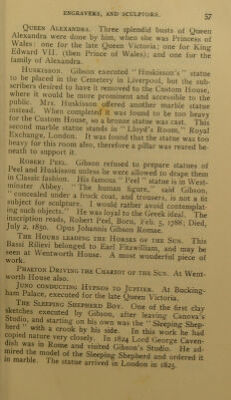 ENGRAVERS, AND SCULPTORS. 57
QUEEN ALEXANDRA. Three splendid busts of Queen
Alexandra were done by him, when she was Princess of
Wales: one for the late Queen Victoria; one for King
Edward VII. (then Prince of Wales); and one for the
family of Alexandra.
HUSKISSON. Gibson executed "Huskisson's" statue
to be placed in the Cemetery in Liverpool, but the sub-
scribers desired to have it removed to the Custom House,
where it would be more prominent and accessible to the
public. Mrs. Huskisson offered another marble statue
instead. When completed it was found to be too heavy
for the Custom House, so a bronze statue was cast. This
second marble statue stands in "Lloyd's Room," Royal
Exchange, London. It was found that the statue was too
heavy for this room also, therefore a pillar was reared be-
neath to support it.
ROBERT PEEL. Gibson refused to prepare statues of
Peel and Huskisson unless he were allowed to drape them
in Classic fashion. His famous "Peel" statue is in West-
minster Abbey. "The human figure," said Gibson,
"concealed under a frock coat, and trousers, is not a fit
subject for sculpture. I would rather avoid contemplat-
ing such objects." He was loyal to the Greek ideal. The
inscription reads, Robert Peel, Born, Feb. 5, 1788; Died,
July 2, 1850. Opus Johannis Gibson Romae.
THE HOURS LEADING THE HORSES OF THE SUN. This
Bassi Rilievi belonged to Earl Fitzwilliam, and may be
seen at Wentworth House. A most wonderful piece of
work.
PHAETON DRIVING THE CHARIOT OF THE SUN. At Went-
worth House also.
JUNO CONDUCTING HYPNOS TO JUPITER. At Bucking-
ham Palace, executed for the late Queen Victoria.
THE SLEEPING SHEPHERD BOY. One of the first clay
sketches executed by Gibson, after leaving Canova's
Studio, and starting on his own was the "Sleeping Shep-
herd" with a crook by his side. In this work he had
copied nature very closely. In 1824 Lord George Caven-
dish was in Rome and visited Gibson's Studio. He ad-
mired the model of the Sleeping Shepherd and ordered it
in marble. The statue arrived in London in 1825.